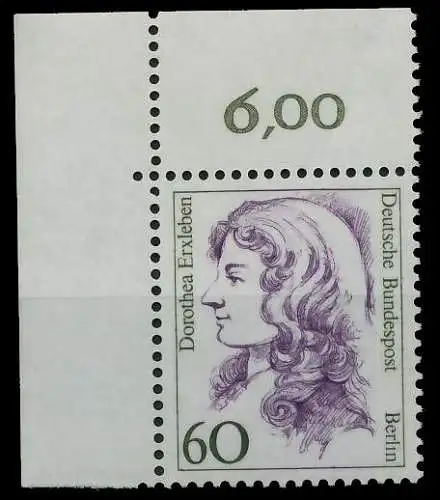 6,00
Dorothea Erxleben
Deutsche Bundespost Berlin
60